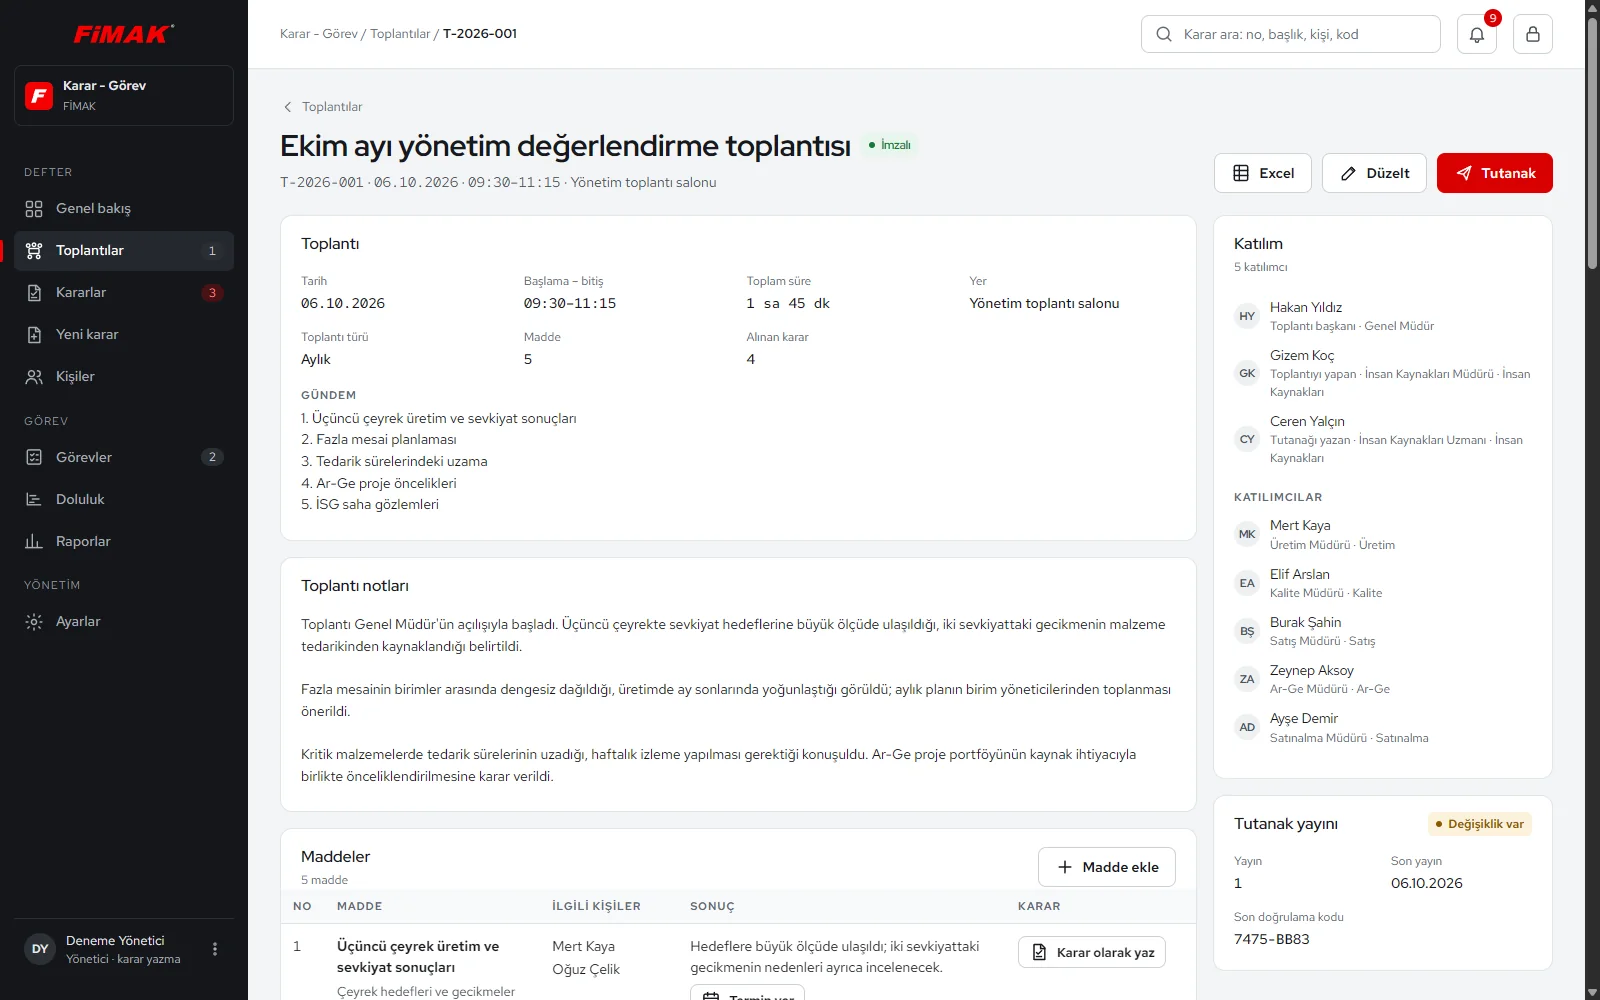 FiMAK
Karar - Görev
FİMAK
DEFTER
Genel bakış
Toplantılar 1
Kararlar 3
Yeni karar
Kişiler
GÖREV
Görevler 2
Doluluk
Raporlar
YÖNETİM
Ayarlar
DY
Deneme Yönetici
Yönetici · karar yazma
Karar - Görev / Toplantılar / T-2026-001
Karar ara: no, başlık, kişi, kod
9
Toplantılar
Ekim ayı yönetim değerlendirme toplantısı
İmzalı
T-2026-001 · 06.10.2026 · 09:30–11:15 · Yönetim toplantı salonu
Excel
Düzelt
Tutanak
Toplantı
Tarih
06.10.2026
Başlama – bitiş
09:30–11:15
Toplam süre
1 sa 45 dk
Yer
Yönetim toplantı salonu
Toplantı türü
Aylık
Madde
5
Alınan karar
4
GÜNDEM
1. Üçüncü çeyrek üretim ve sevkiyat sonuçları
2. Fazla mesai planlaması
3. Tedarik sürelerindeki uzama
4. Ar-Ge proje öncelikleri
5. İSG saha gözlemleri
Toplantı notları
Toplantı Genel Müdür'ün açılışıyla başladı. Üçüncü çeyrekte sevkiyat hedeflerine büyük ölçüde ulaşıldığı, iki sevkiyattaki gecikmenin malzeme
tedarikinden kaynaklandığı belirtildi.
Fazla mesainin birimler arasında dengesiz dağıldığı, üretimde ay sonlarında yoğunlaştığı görüldü; aylık planın birim yöneticilerinden toplanması
önerildi.
Kritik malzemelerde tedarik sürelerinin uzadığı, haftalık izleme yapılması gerektiği konuşuldu. Ar-Ge proje portföyünün kaynak ihtiyacıyla
birlikte önceliklendirilmesine karar verildi.
Maddeler
5 madde
Madde ekle
NO MADDE İLGİLİ KİŞİLER SONUÇ KARAR
1
Üçüncü çeyrek üretim ve
sevkiyat sonuçları
Çeyrek hedefleri ve gecikmeler
Mert Kaya
Oğuz Çelik
Hedeflere büyük ölçüde ulaşıldı; iki sevkiyattaki
gecikmenin nedenleri ayrıca incelenecek.
Termin ver
Karar olarak yaz
Katılım
5 katılımcı
HY
Hakan Yıldız
Toplantı başkanı · Genel Müdür
GK
Gizem Koç
Toplantıyı yapan · İnsan Kaynakları Müdürü · İnsan
Kaynakları
CY
Ceren Yalçın
Tutanağı yazan · İnsan Kaynakları Uzmanı · İnsan
Kaynakları
KATILIMCILAR
MK
Mert Kaya
Üretim Müdürü · Üretim
EA
Elif Arslan
Kalite Müdürü · Kalite
BŞ
Burak Şahin
Satış Müdürü · Satış
ZA
Zeynep Aksoy
Ar-Ge Müdürü · Ar-Ge
AD
Ayşe Demir
Satınalma Müdürü · Satınalma
Tutanak yayını
Değişiklik var
Yayın
1
Son yayın
06.10.2026
Son doğrulama kodu
7475-BB83